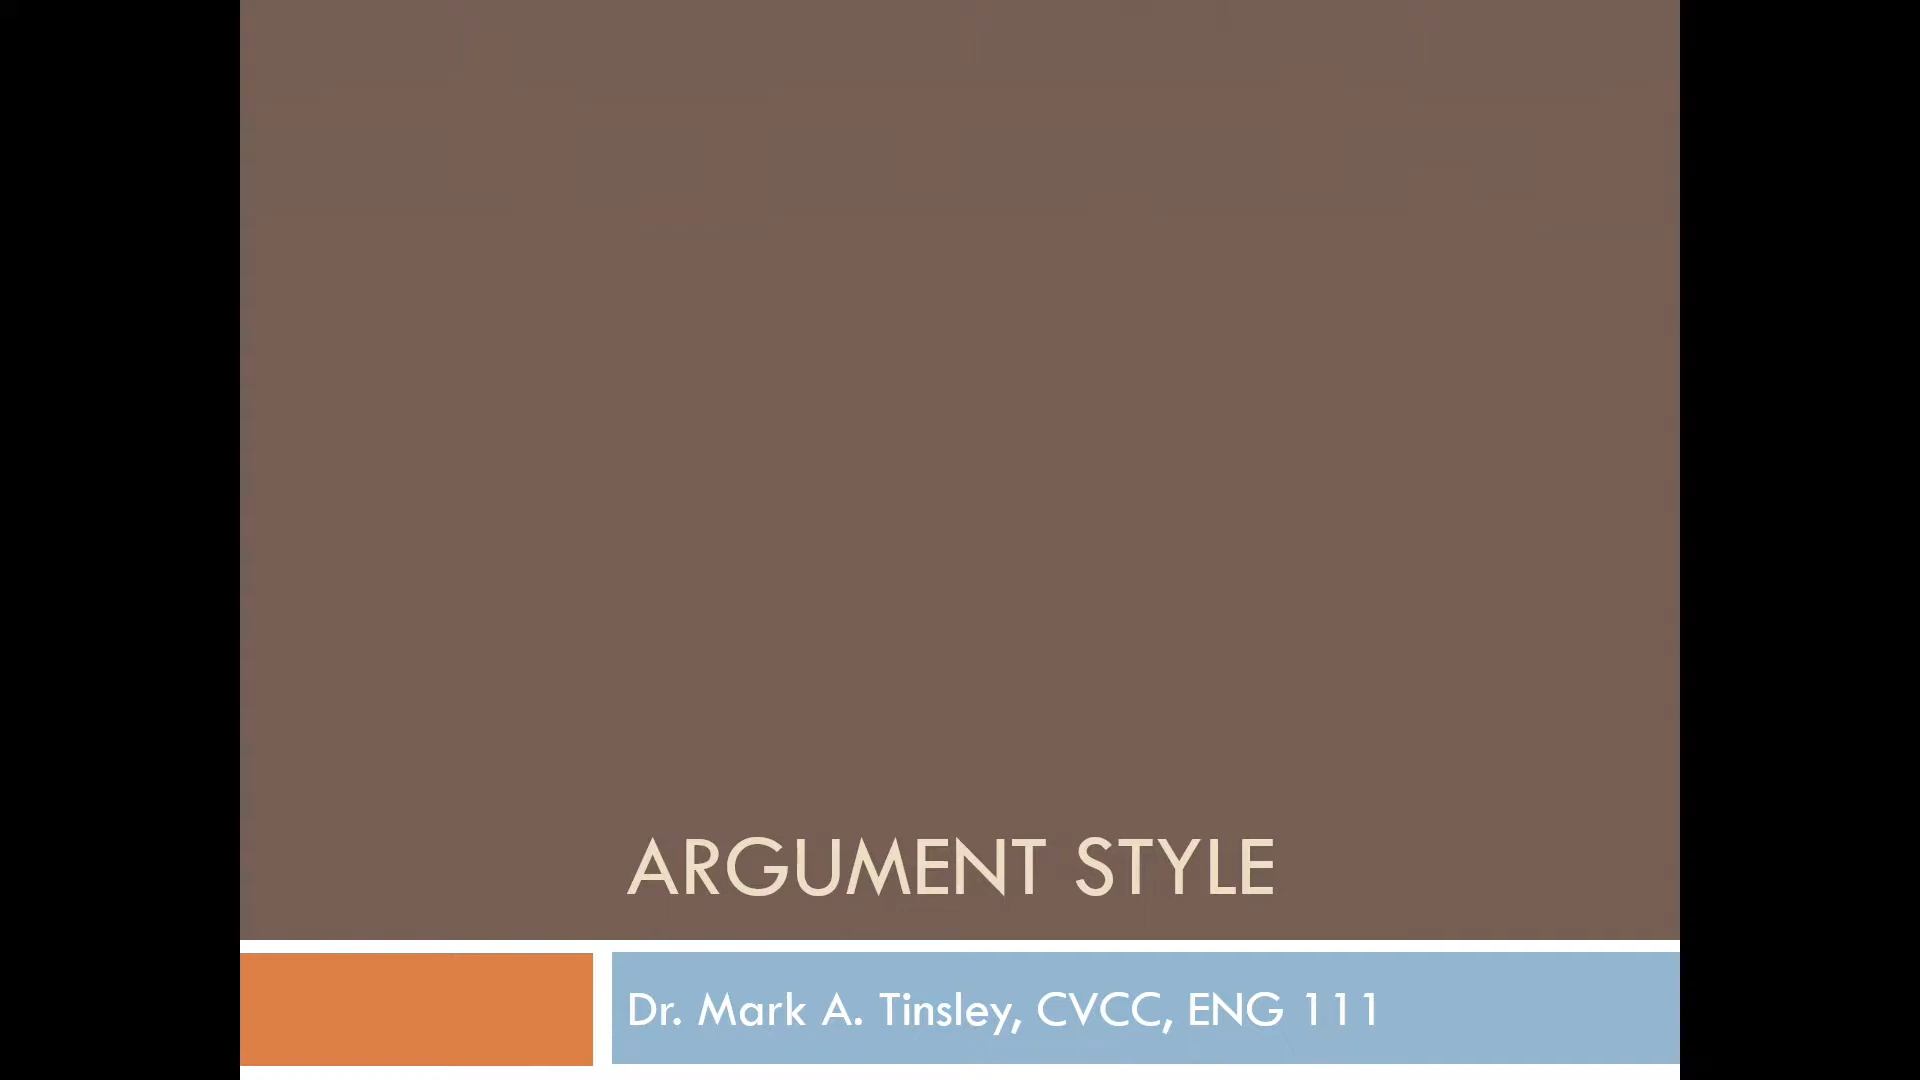 ARGUMENT STYLE
Dr. Mark A. Tinsley, CVCC, ENG 111